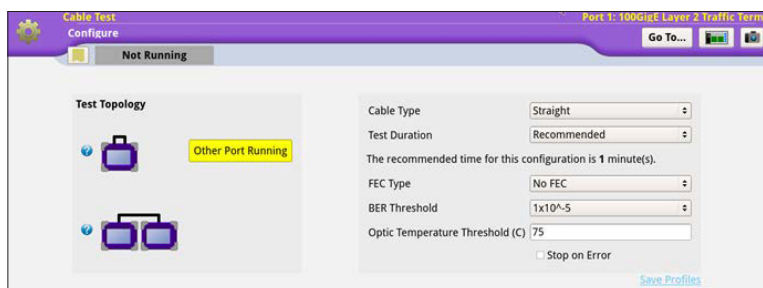 Cable Test
Port 1: 100GigE Layer 2 Traffic Term
Configure
Go To...
Not Running
Test Topology
Other Port Running
Cable Type Straight
Test Duration Recommended
The recommended time for this configuration is 1 minute(s).
FEC Type No FEC
BER Threshold 1x10^-5
Optic Temperature Threshold (C) 75
Stop on Error
Save Profiles